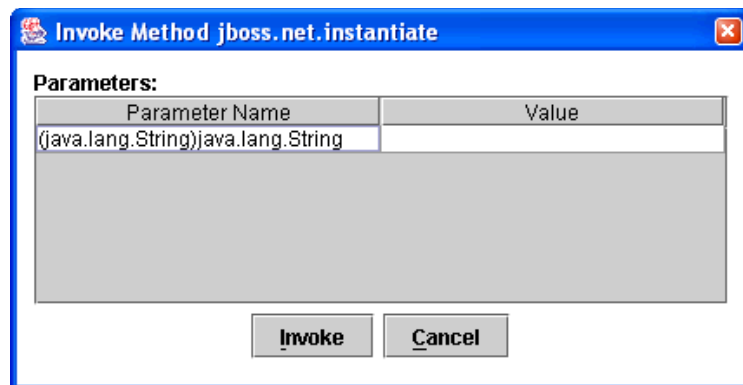 Invoke Method jboss.net.instantiate
Parameters:
Parameter Name Value
(java.lang.String)java.lang.String
Invoke Cancel